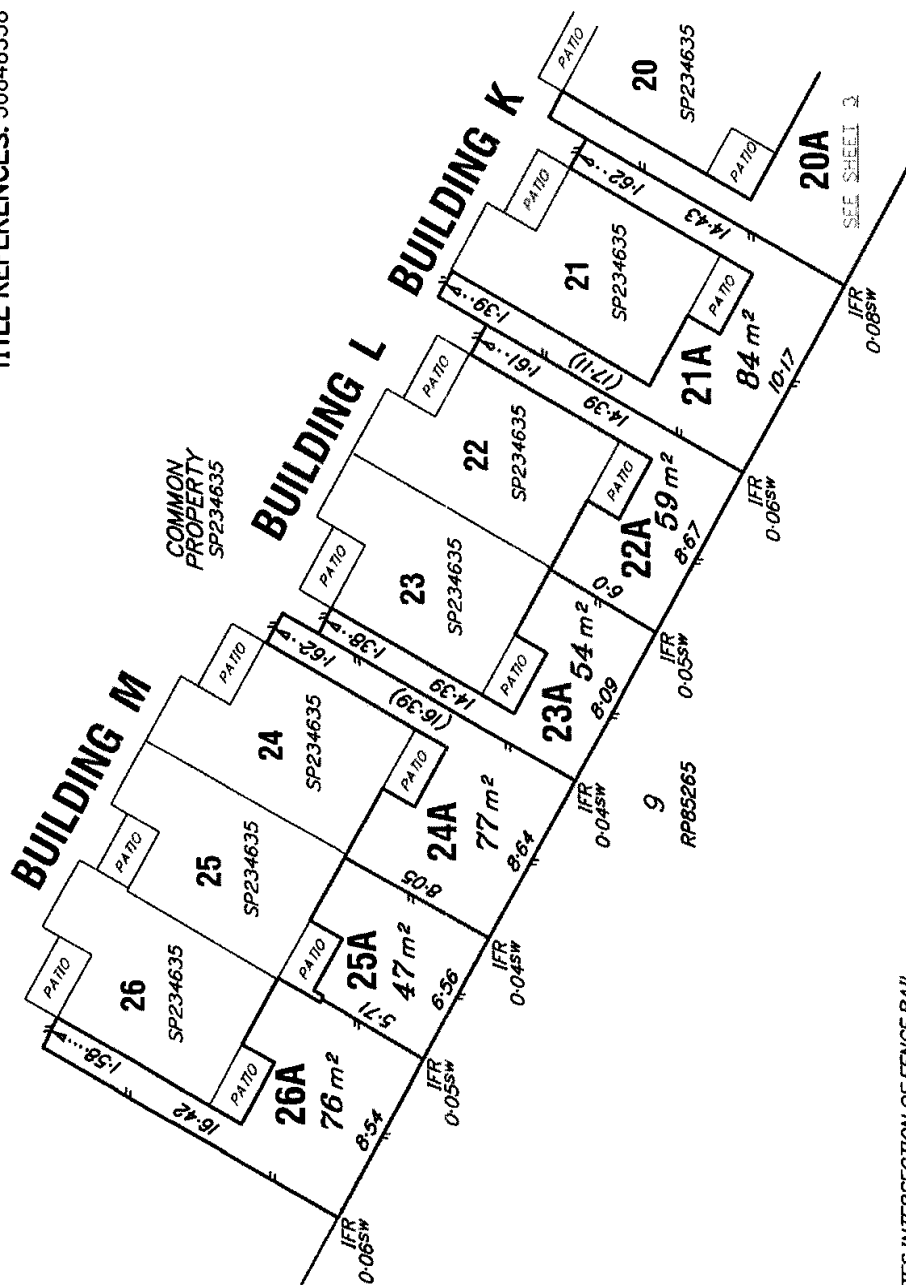 BUILDING M
BUILDING L
BUILDING K
COMMON
PROPERTY
SP234635
PATIO
26
SP234635
PATIO
1·58
16·42
26A
76 m²
8·54
PATIO
25
SP234635
PATIO
25A
47 m²
5·71
6·56
PATIO
24
SP234635
PATIO
1·62
(16·39)
24A
77 m²
8·05
8·64
PATIO
23
SP234635
PATIO
1·38
14·39
23A
54 m²
8·09
PATIO
22
SP234635
PATIO
1·61
14·39
22A
59 m²
6·0
8·67
PATIO
21
SP234635
PATIO
1·39
(17·11)
1·62
14·43
21A
84 m²
10·17
PATIO
20
SP234635
PATIO
20A
SEE SHEET 3
IFR
0·06SW
IFR
0·05SW
IFR
0·04SW
IFR
0·04SW
9
RP85265
IFR
0·05SW
IFR
0·06SW
IFR
0·08SW
INTERSECTION OF FENCE RAIL
TITLE REFERENCES: